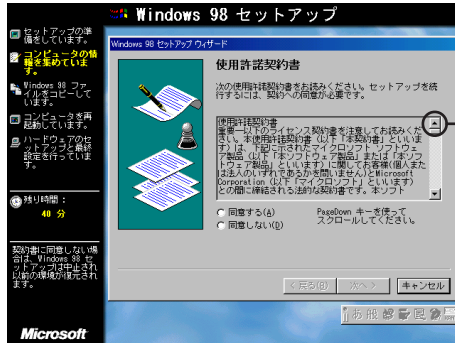 Windows 98 セットアップ
セットアップの準
備をしています。
コンピュータの情
報を集めていま
す。
Windows 98 ファ
イルをコピーして
います。
コンピュータを再
起動しています。
ハードウェアのセ
ットアップと最終
設定を行っていま
す。
残り時間:
40 分
契約書に同意しない場
合は、Windows 98 セ
ットアップは中止され
以前の環境が復元され
ます。
Microsoft
Windows 98 セットアップ ウィザード
使用許諾契約書
次の使用許諾契約書をお読みください。セットアップを続
行するには、契約への同意が必要です。
使用許諾契約書
重要―以下のライセンス契約書を注意してお読みくだ
さい。本使用許諾契約書(以下「本契約書」といいま
す)は、下記に示されたマイクロソフト ソフトウェ
ア製品(以下「本ソフトウェア製品」または「本ソフ
トウェア製品」といいます)に関してお客様(個人また
は法人のいずれであるかを問いません)とMicrosoft
Corporation(以下「マイクロソフト」といいます)
との間に締結される法的な契約書です。本ソフト
同意する(A)
同意しない(D)
PageDown キーを使って
スクロールしてください。
< 戻る(B)
次へ >
キャンセル
あ 般